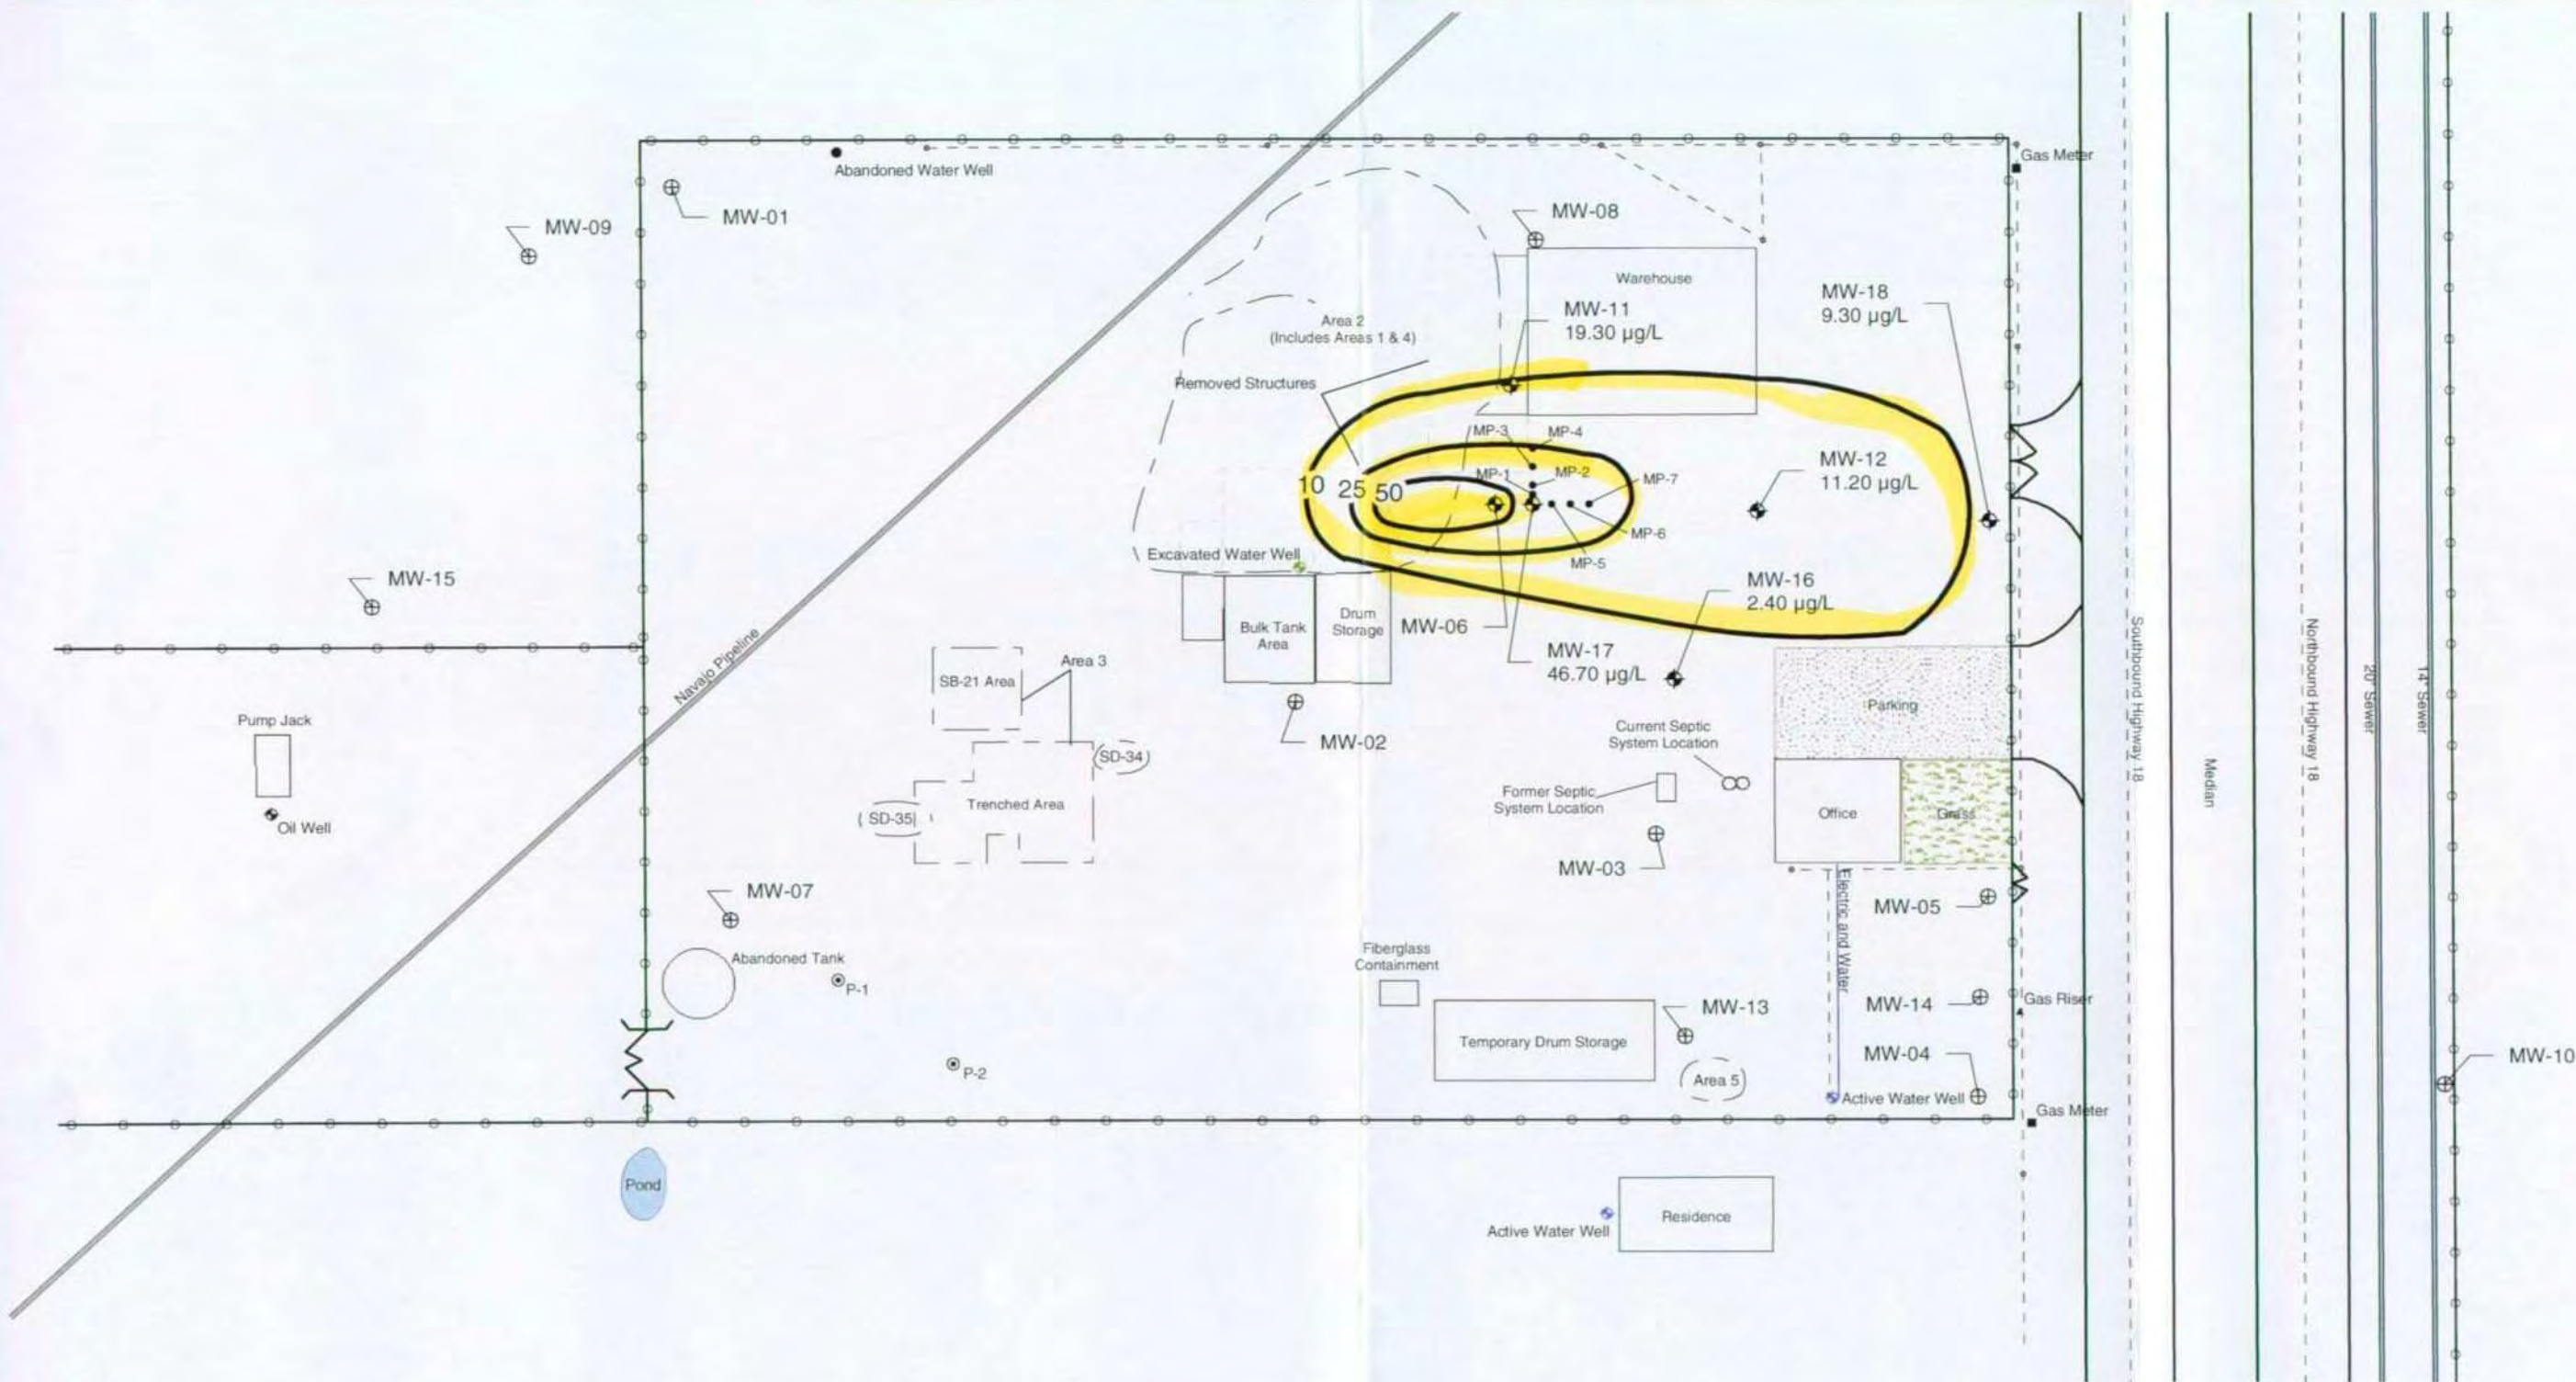 Abandoned Water Well
Gas Meter
MW-01
MW-09
MW-08
Warehouse
MW-18
9.30 µg/L
MW-11
19.30 µg/L
Area 2
(Includes Areas 1 & 4)
Removed Structures
MP-3
MP-4
MW-12
11.20 µg/L
MP-1
MP-2
MP-7
10
25
50
MP-6
MP-5
Excavated Water Well
MW-15
MW-16
2.40 µg/L
Bulk Tank
Area
Drum
Storage
MW-06
MW-17
46.70 µg/L
Navajo Pipeline
SB-21 Area
Area 3
Parking
Pump Jack
Current Septic
System Location
MW-02
SD-34
Former Septic
System Location
Trenched Area
SD-35
Office
Grass
Oil Well
MW-03
MW-07
MW-05
Electric and Water
Abandoned Tank
Fiberglass
Containment
P-1
MW-14
Gas Riser
MW-13
Temporary Drum Storage
MW-04
P-2
Area 5
Active Water Well
Gas Meter
MW-10
Pond
Residence
Active Water Well
Southbound Highway 18
Median
Northbound Highway 18
20" Sewer
14" Sewer